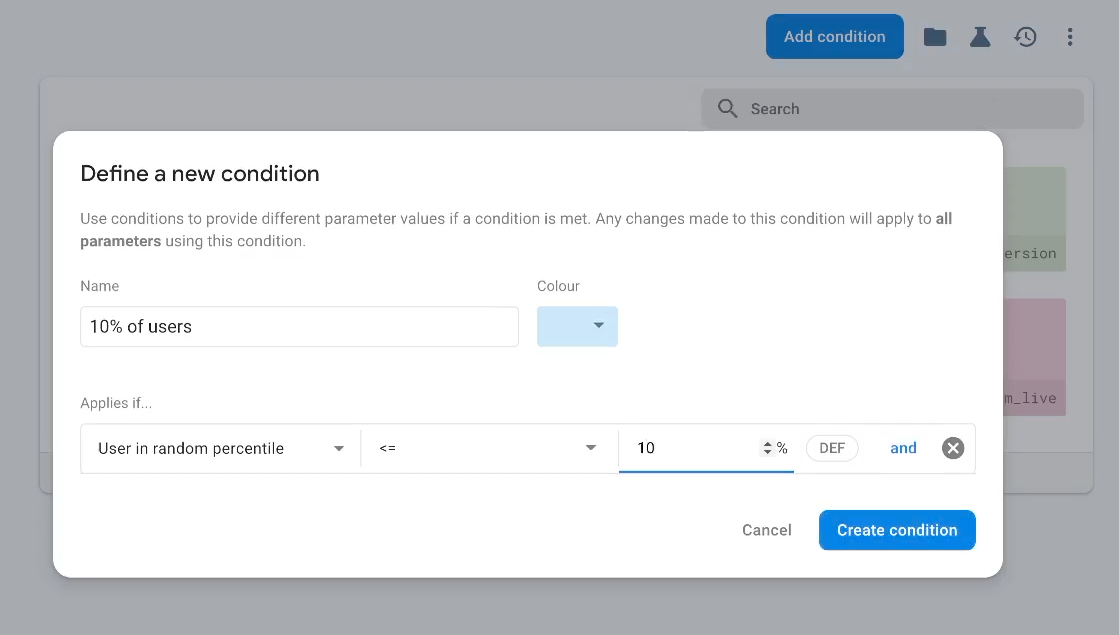 Add condition
Search
Define a new condition
Use conditions to provide different parameter values if a condition is met. Any changes made to this condition will apply to all
parameters using this condition.
ersion
Name
Colour
10% of users
m_live
Applies if...
User in random percentile
<=
10
%
DEF
and
Cancel
Create condition